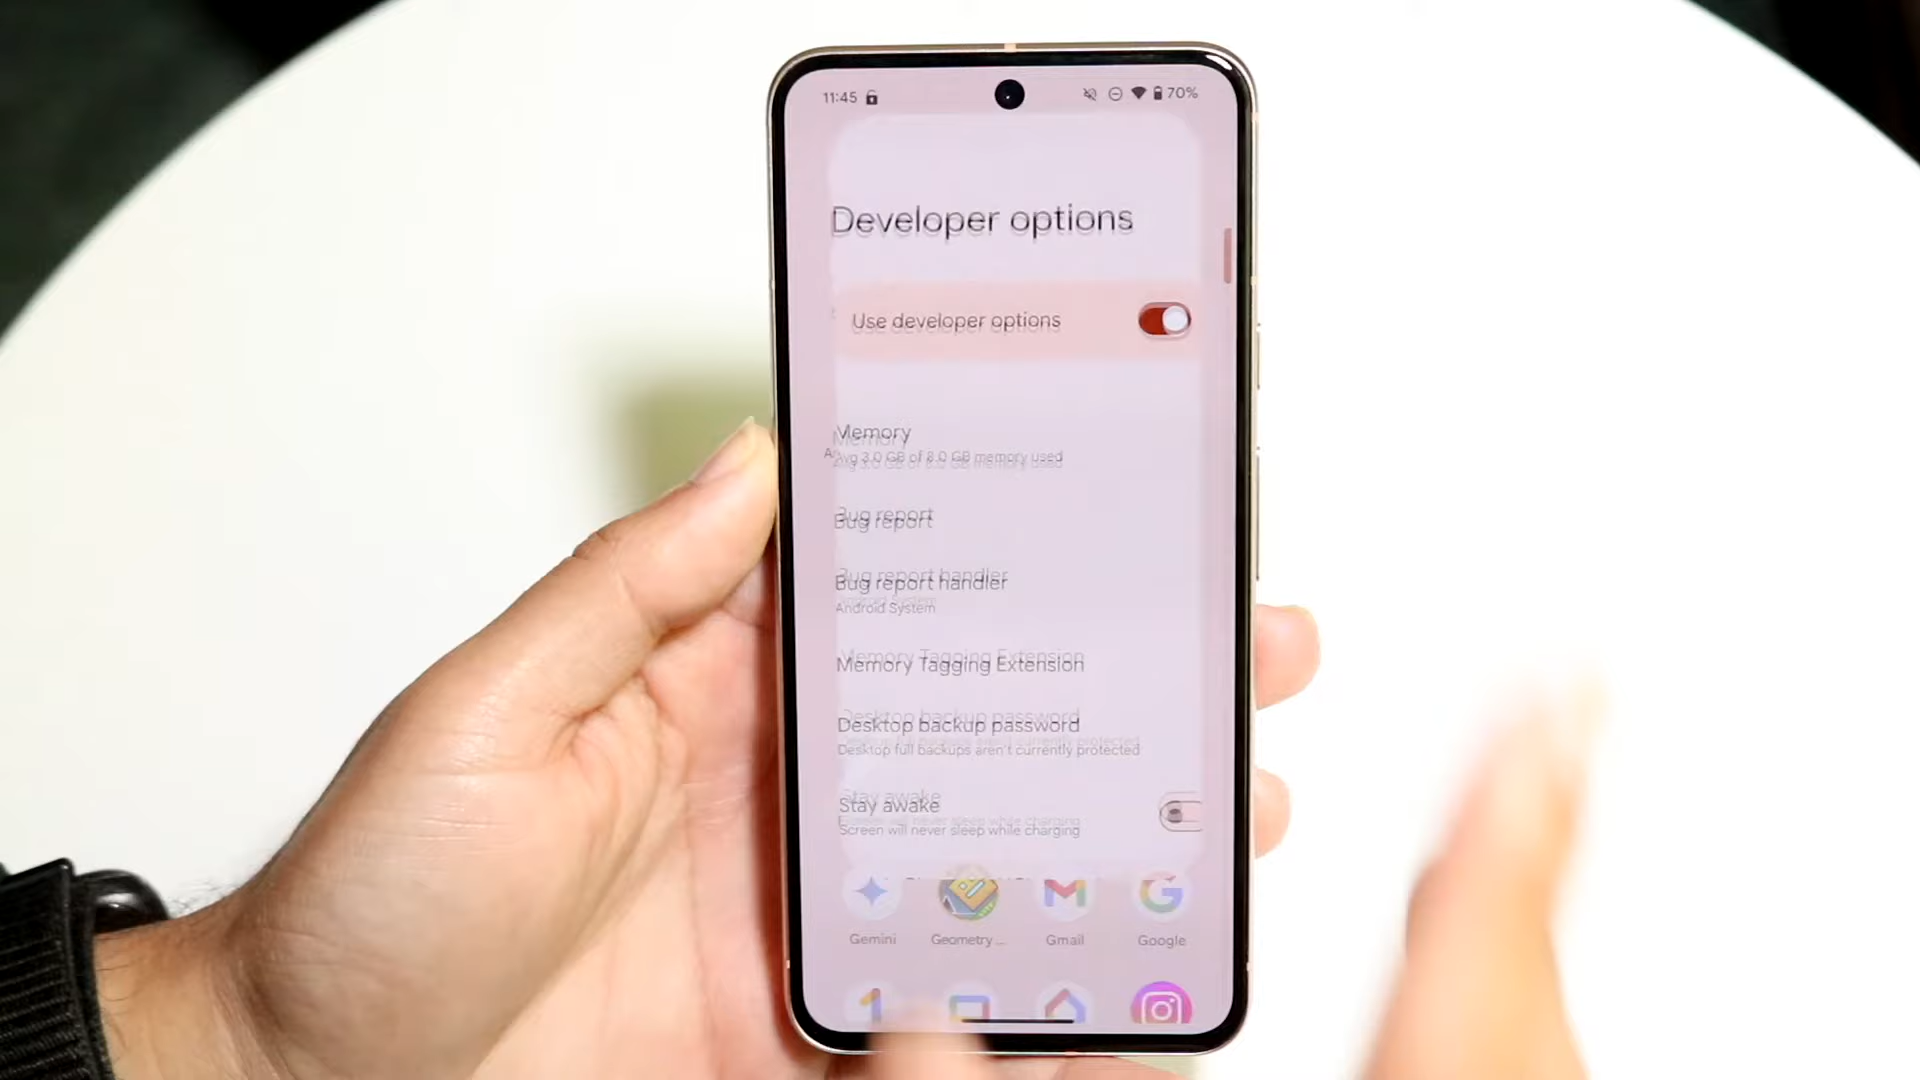 11:45
70%
Developer options
Use developer options
Memory
Avg 3.0 GB of 8.0 GB memory used
Bug report
Bug report handler
Android System
Memory Tagging Extension
Desktop backup password
Desktop full backups aren't currently protected
Stay awake
Screen will never sleep while charging
Gemini
Geometry ...
Gmail
Google